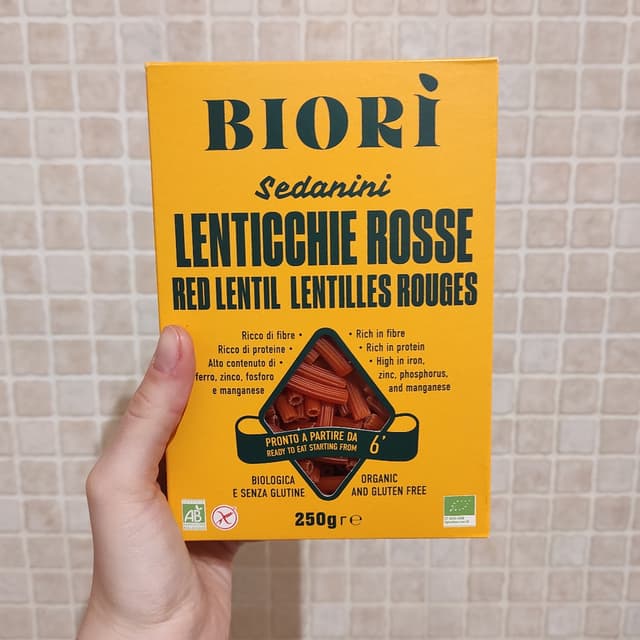 BIORÌ
Sedanini
LENTICCHIE ROSSE
RED LENTIL LENTILLES ROUGES
Ricco di fibre •
Ricco di proteine •
Alto contenuto di •
ferro, zinco, fosforo
e manganese
• Rich in fibre
• Rich in protein
• High in iron,
zinc, phosphorus,
and manganese
PRONTO A PARTIRE DA
READY TO EAT STARTING FROM
6'
BIOLOGICA
E SENZA GLUTINE
ORGANIC
AND GLUTEN FREE
AB
250g r e